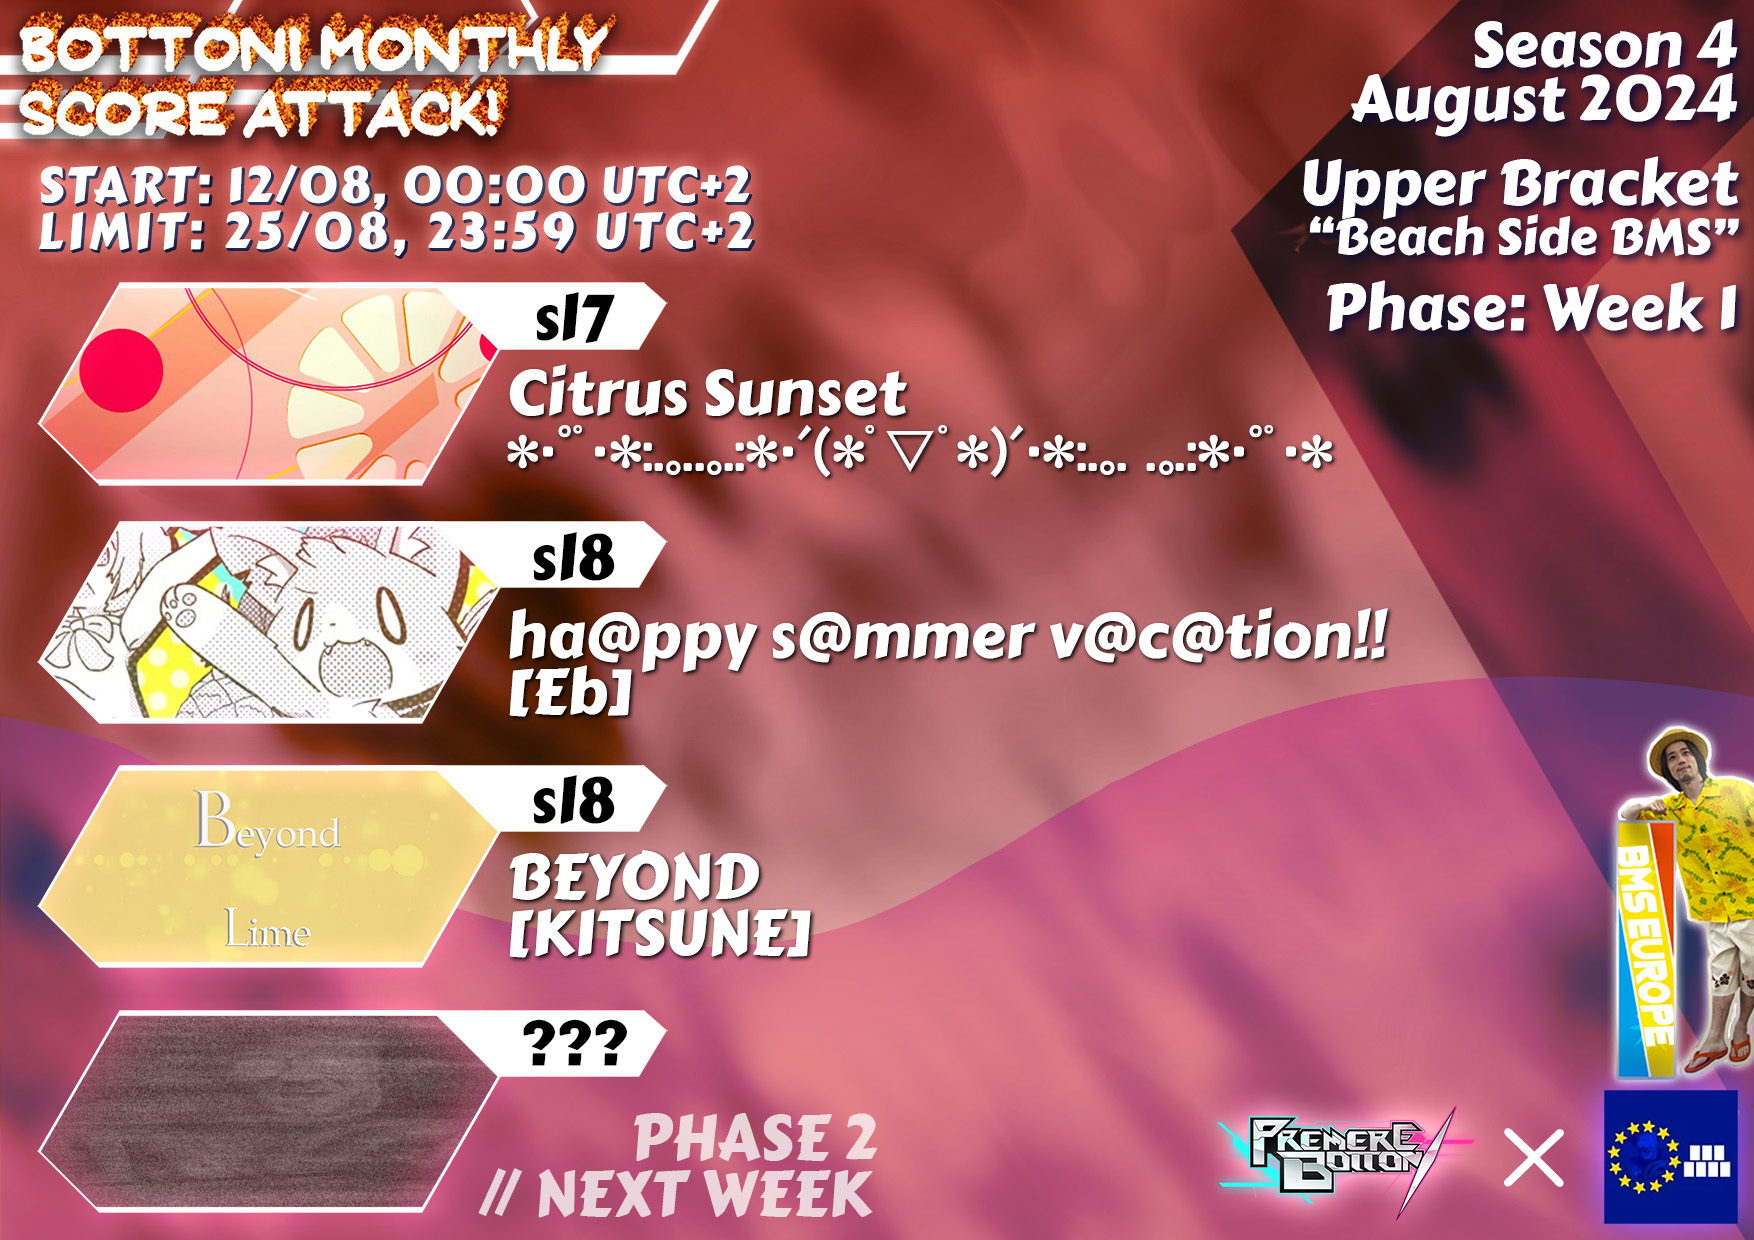 BOTTONI MONTHLY
SCORE ATTACK!
START: 12/08, 00:00 UTC+2
LIMIT: 25/08, 23:59 UTC+2
Season 4
August 2024
Upper Bracket
“Beach Side BMS”
Phase: Week 1
sl7
Citrus Sunset
*・゜゚・*:.。..。.:*・'(*゚▽゚*)'・*:.。. .。.:*・゜゚・*
sl8
ha@ppy s@mmer v@c@tion!!
[Eb]
Beyond
Lime
sl8
BEYOND
[KITSUNE]
???
PHASE 2
// NEXT WEEK
BMS EUROPE
PREMIERE
BOTTONI